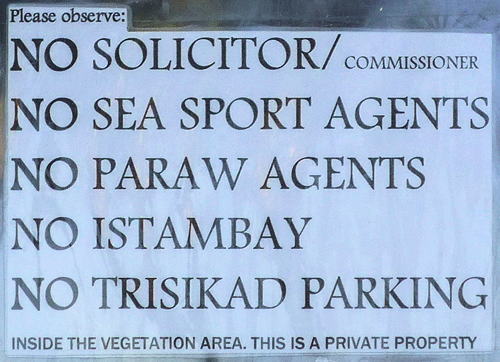 Please observe:
NO SOLICITOR/ COMMISSIONER
NO SEA SPORT AGENTS
NO PARAW AGENTS
NO ISTAMBAY
NO TRISIKAD PARKING
INSIDE THE VEGETATION AREA. THIS IS A PRIVATE PROPERTY